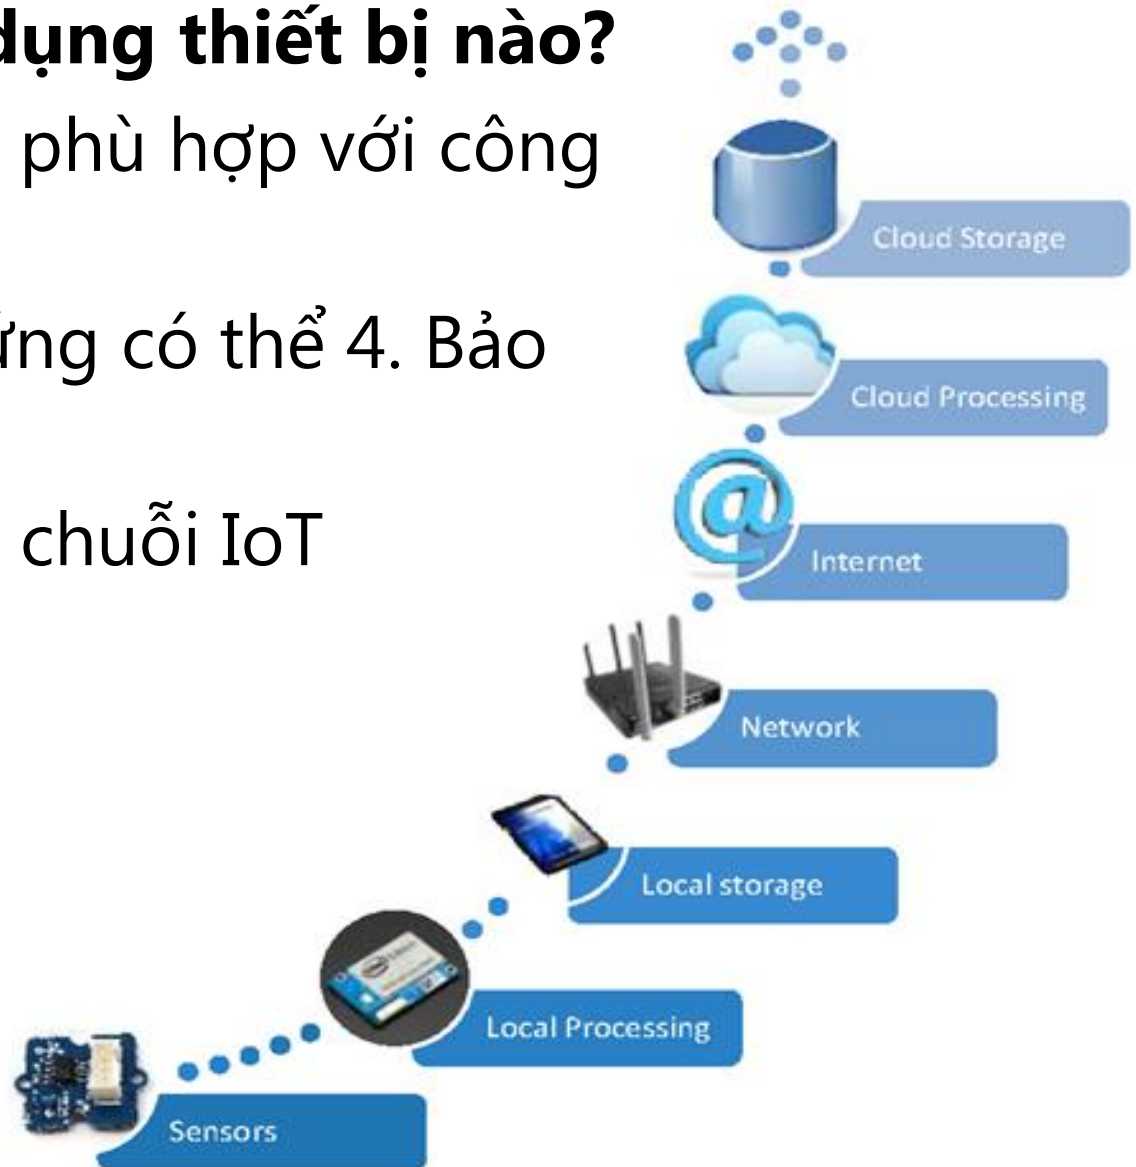 dụng thiết bị nào?
phù hợp với công
ứng có thể 4. Bảo
chuỗi IoT
Cloud Storage
Cloud Processing
Internet
Network
Local storage
Local Processing
Sensors